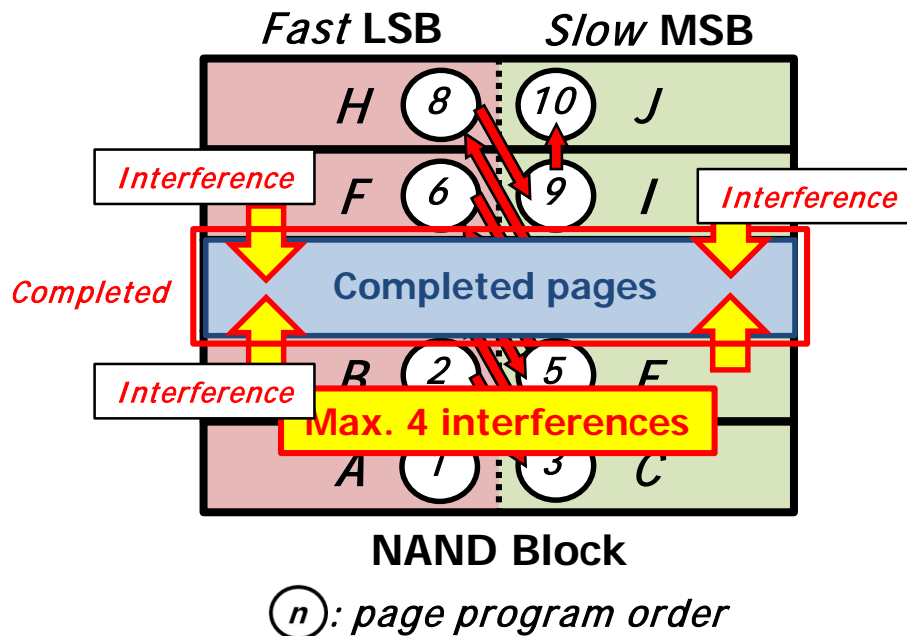 Fast LSB Slow MSB
H 8 10 J
Interference
F 6 9 I
Interference
Completed
Completed pages
B 2 5 E
Interference
Max. 4 interferences
A 1 3 C
NAND Block
n : page program order